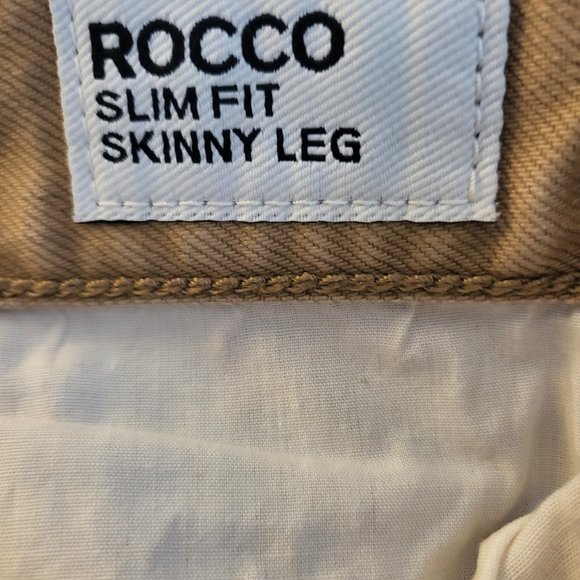 ROCCO
SLIM FIT
SKINNY LEG